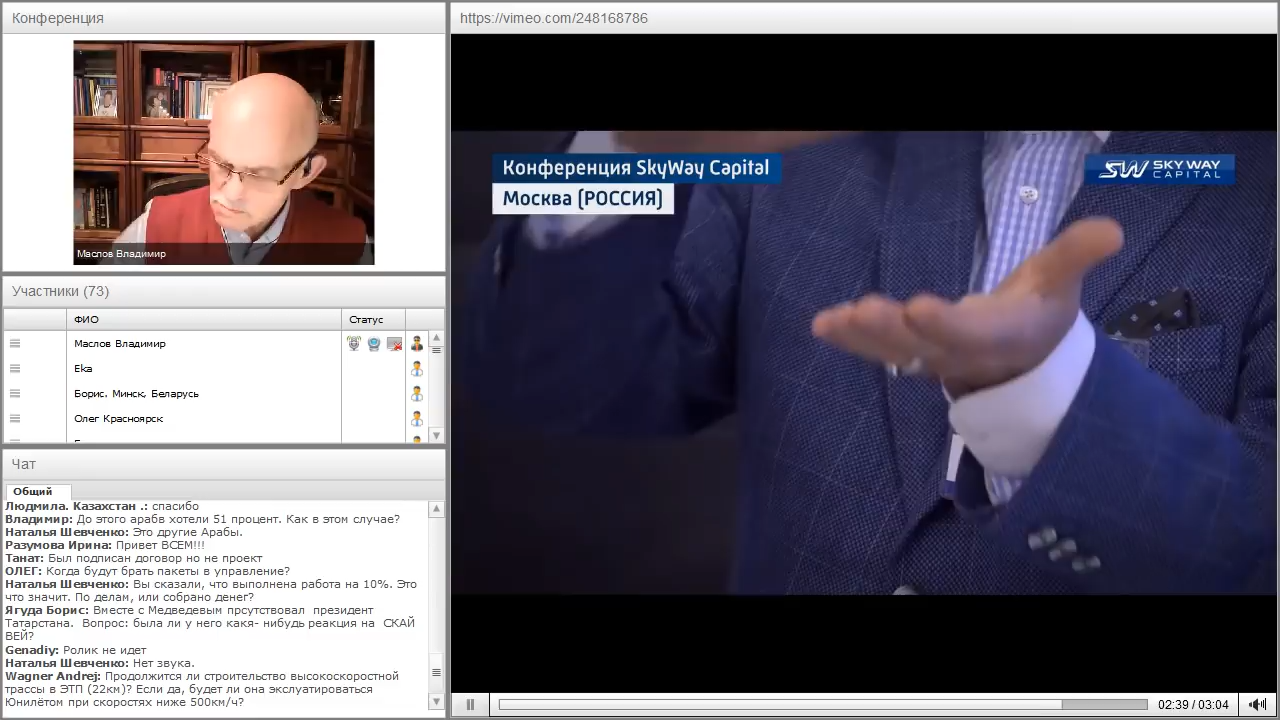 Конференция
Маслов Владимир
Участники (73)
ФИО
Статус
Маслов Владимир
Eka
Борис. Минск, Беларусь
Олег Красноярск
Чат
Общий
Людмила. Казахстан .: спасибо
Владимир: До этого арабв хотели 51 процент. Как в этом случае?
Наталья Шевченко: Это другие Арабы.
Разумова Ирина: Привет ВСЕМ!!!
Танат: Был подписан договор но не проект
ОЛЕГ: Когда будут брать пакеты в управление?
Наталья Шевченко: Вы сказали, что выполнена работа на 10%. Это
что значит. По делам, или собрано денег?
Ягуда Борис: Вместе с Медведевым прсутствовал президент
Татарстана. Вопрос: была ли у него какя- нибудь реакция на СКАЙ
ВЕЙ?
Genadiy: Ролик не идет
Наталья Шевченко: Нет звука.
Wagner Andrej: Продолжится ли строительство высокоскоростной
трассы в ЭТП (22км)? Если да, будет ли она экслуатироваться
Юнилётом при скоростях ниже 500км/ч?
https://vimeo.com/248168786
Конференция SkyWay Capital
Москва (РОССИЯ)
SW SKY WAY
CAPITAL
02:39 / 03:04